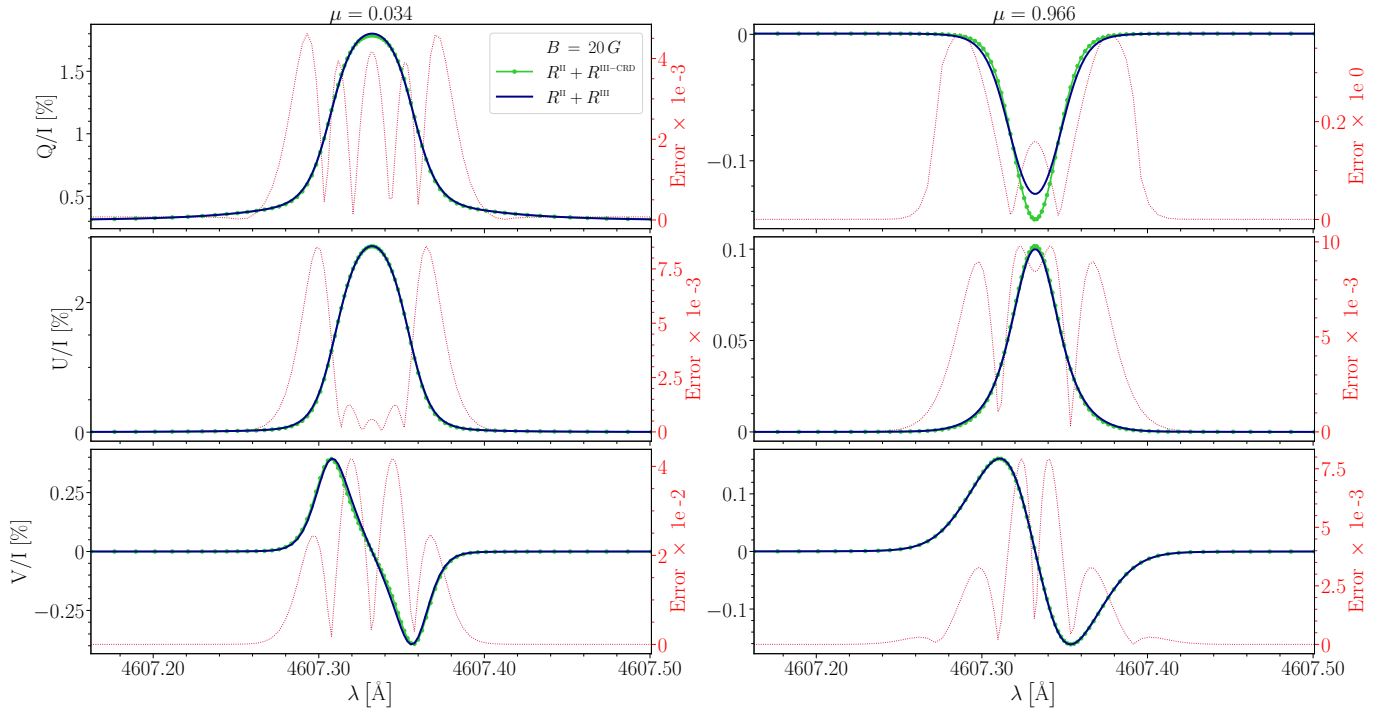 μ = 0.034
μ = 0.966
B = 20 G
R^II + R^III−CRD
R^II + R^III
Q/I [%]
1.5
1
0.5
Error × 1e-3
4
2
0
0
−0.1
Error × 1e 0
0.2
0
U/I [%]
2
0
Error × 1e-3
7.5
5
2.5
0
0.1
0.05
0
Error × 1e-3
10
5
0
V/I [%]
0.25
0
−0.25
Error × 1e-2
4
2
0
0.1
0
−0.1
Error × 1e-3
7.5
5
2.5
0
4607.20 4607.30 4607.40 4607.50
4607.20 4607.30 4607.40 4607.50
λ [Å]
λ [Å]